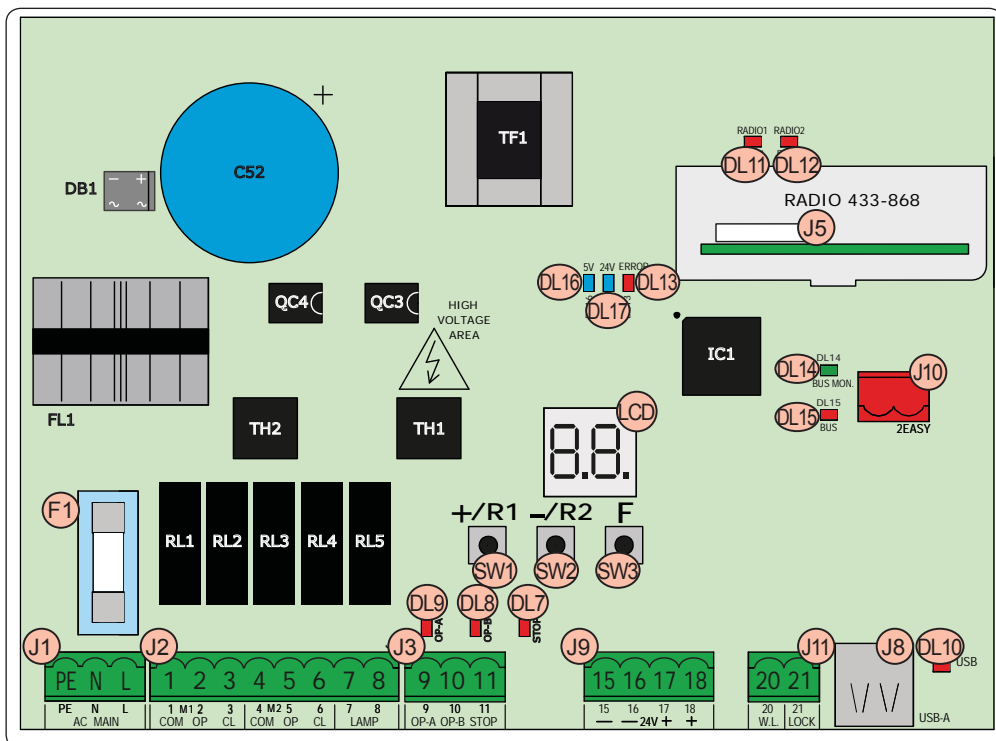 TF1
RADIO1 RADIO2
DL11 DL12
C52
DB1
RADIO 433-868
J5
5V 24V ERROR
DL16 DL13
DL17
QC4 QC3
HIGH
VOLTAGE
AREA
IC1
DL14
DL14
BUS MON.
J10
DL15
DL15
BUS
2EASY
FL1
TH2 TH1
LCD
8.8.
F1
RL1 RL2 RL3 RL4 RL5
+/R1 –/R2 F
SW1 SW2 SW3
DL9 DL8 DL7
OP-A OP-B STOP
J1 J2 J3 J9 J11 J8 DL10
USB
PE N L 1 2 3 4 5 6 7 8 9 10 11 15 16 17 18 20 21
PE N L 1 M1 2 3 4 M2 5 6 7 8 9 10 11 15 16 17 18 20 21
AC MAIN COM OP CL COM OP CL LAMP OP-A OP-B STOP — — 24V + + W.L. LOCK
USB-A